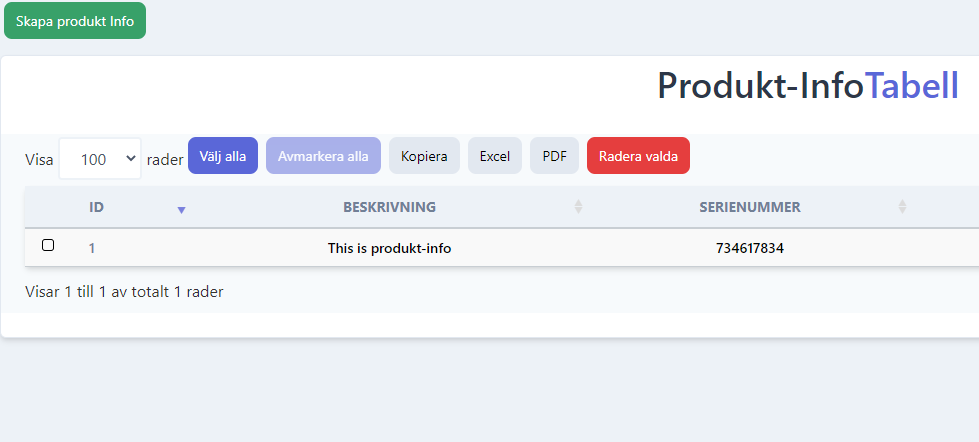 Skapa produkt Info
Produkt-InfoTabell
Visa 100 rader Välj alla Avmarkera alla Kopiera Excel PDF Radera valda
ID BESKRIVNING SERIENUMMER
1 This is produkt-info 734617834
Visar 1 till 1 av totalt 1 rader